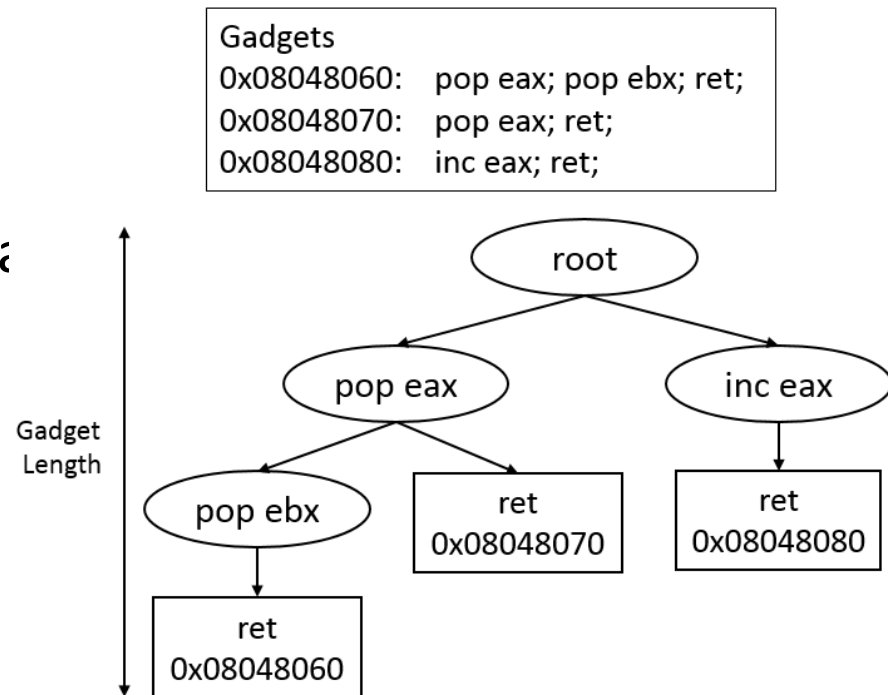 Gadgets
0x08048060: pop eax; pop ebx; ret;
0x08048070: pop eax; ret;
0x08048080: inc eax; ret;
root
pop eax
inc eax
Gadget
Length
pop ebx
ret
0x08048070
ret
0x08048080
ret
0x08048060